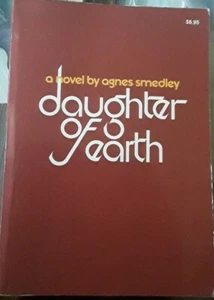 $6.95
a novel by agnes smedley
daughter
of
earth